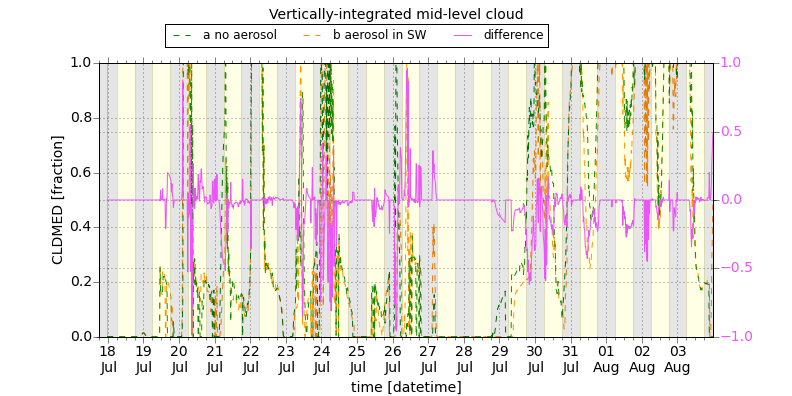 Vertically-integrated mid-level cloud
a no aerosol b aerosol in SW difference
1.0 1.0
0.8 0.5
0.6 0.0
0.4 −0.5
0.2 −1.0
0.0
CLDMED [fraction]
18 19 20 21 22 23 24 25 26 27 28 29 30 31 01 02 03
Jul Jul Jul Jul Jul Jul Jul Jul Jul Jul Jul Jul Jul Jul Aug Aug Aug
time [datetime]